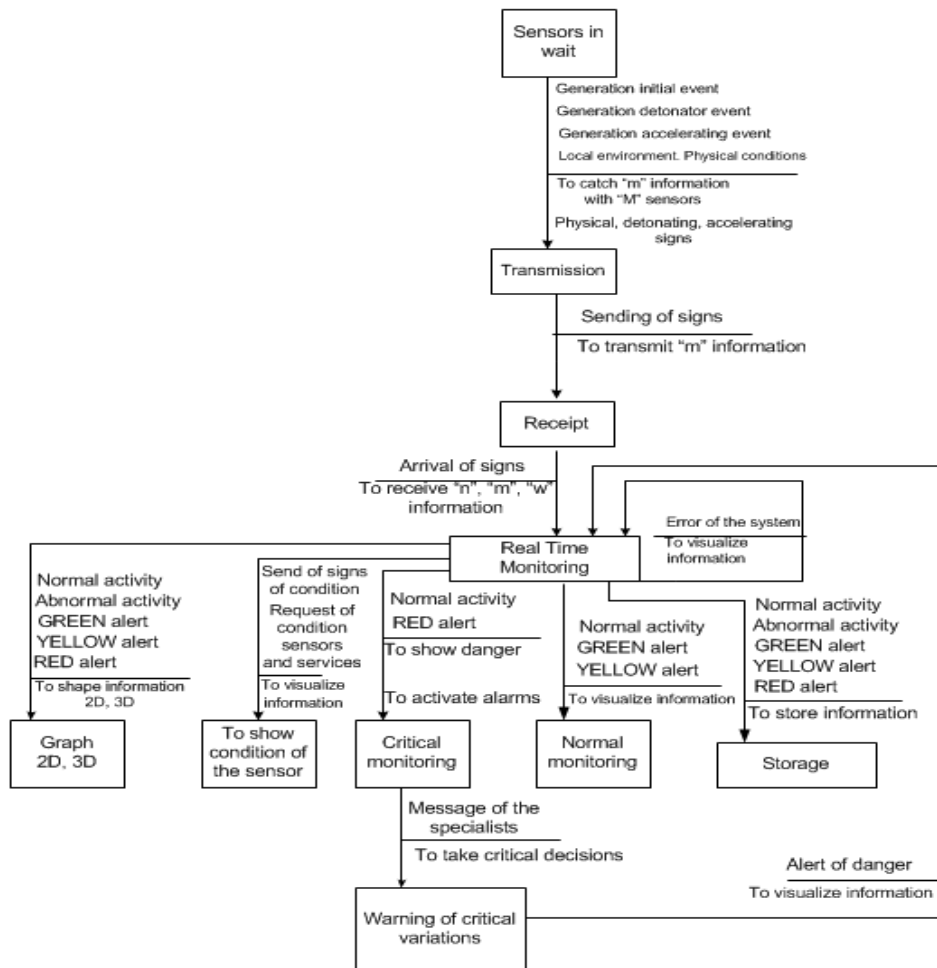 Sensors in
wait
Generation initial event
Generation detonator event
Generation accelerating event
Local environment. Physical conditions
To catch “m” information
with “M” sensors
Physical, detonating, accelerating
signs
Transmission
Sending of signs
To transmit “m” information
Receipt
Arrival of signs
To receive “n”, “m”, “w”
information
Error of the system
To visualize
information
Real Time
Monitoring
Normal activity
Abnormal activity
GREEN alert
YELLOW alert
RED alert
To shape information
2D, 3D
Send of signs
of condition
Request of
condition
sensors
and services
To visualize
information
Normal activity
RED alert
To show danger
To activate alarms
Normal activity
GREEN alert
YELLOW alert
To visualize information
Normal activity
Abnormal activity
GREEN alert
YELLOW alert
RED alert
To store information
Graph
2D, 3D
To show
condition of
the sensor
Critical
monitoring
Normal
monitoring
Storage
Message of the
specialists
To take critical decisions
Alert of danger
To visualize information
Warning of critical
variations